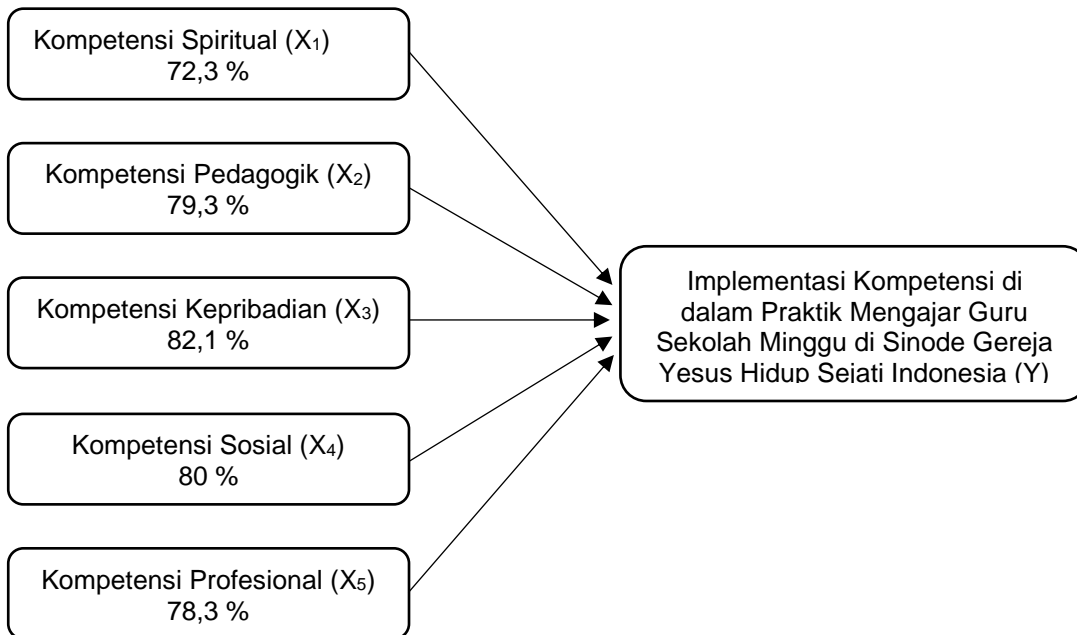 Kompetensi Spiritual (X₁)
72,3 %
Kompetensi Pedagogik (X₂)
79,3 %
Kompetensi Kepribadian (X₃)
82,1 %
Kompetensi Sosial (X₄)
80 %
Kompetensi Profesional (X₅)
78,3 %
Implementasi Kompetensi di
dalam Praktik Mengajar Guru
Sekolah Minggu di Sinode Gereja
Yesus Hidup Sejati Indonesia (Y)